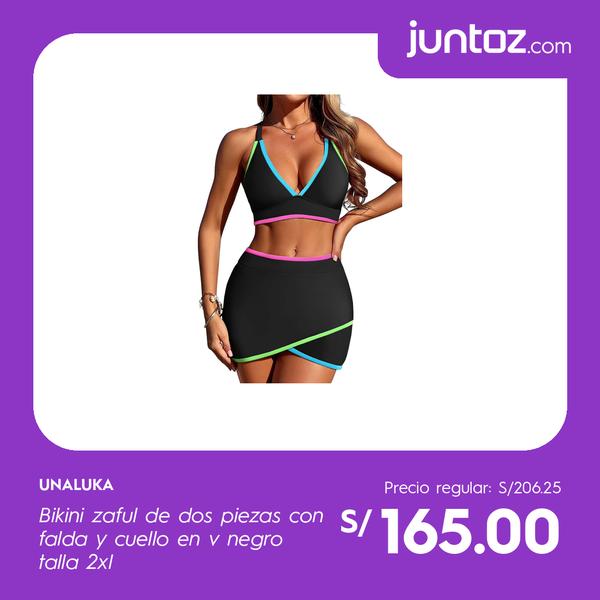 juntoz.com
UNALUKA
Bikini zaful de dos piezas con
falda y cuello en v negro
talla 2xl
Precio regular: S/206.25
S/165.00